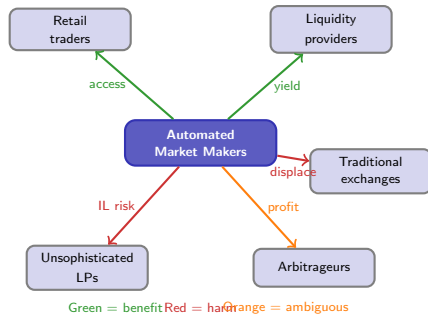 Retail
traders
Liquidity
providers
access
yield
Automated
Market Makers
displace
Traditional
exchanges
IL risk
profit
Unsophisticated
LPs
Arbitrageurs
Green = benefit
Red = harm
Orange = ambiguous